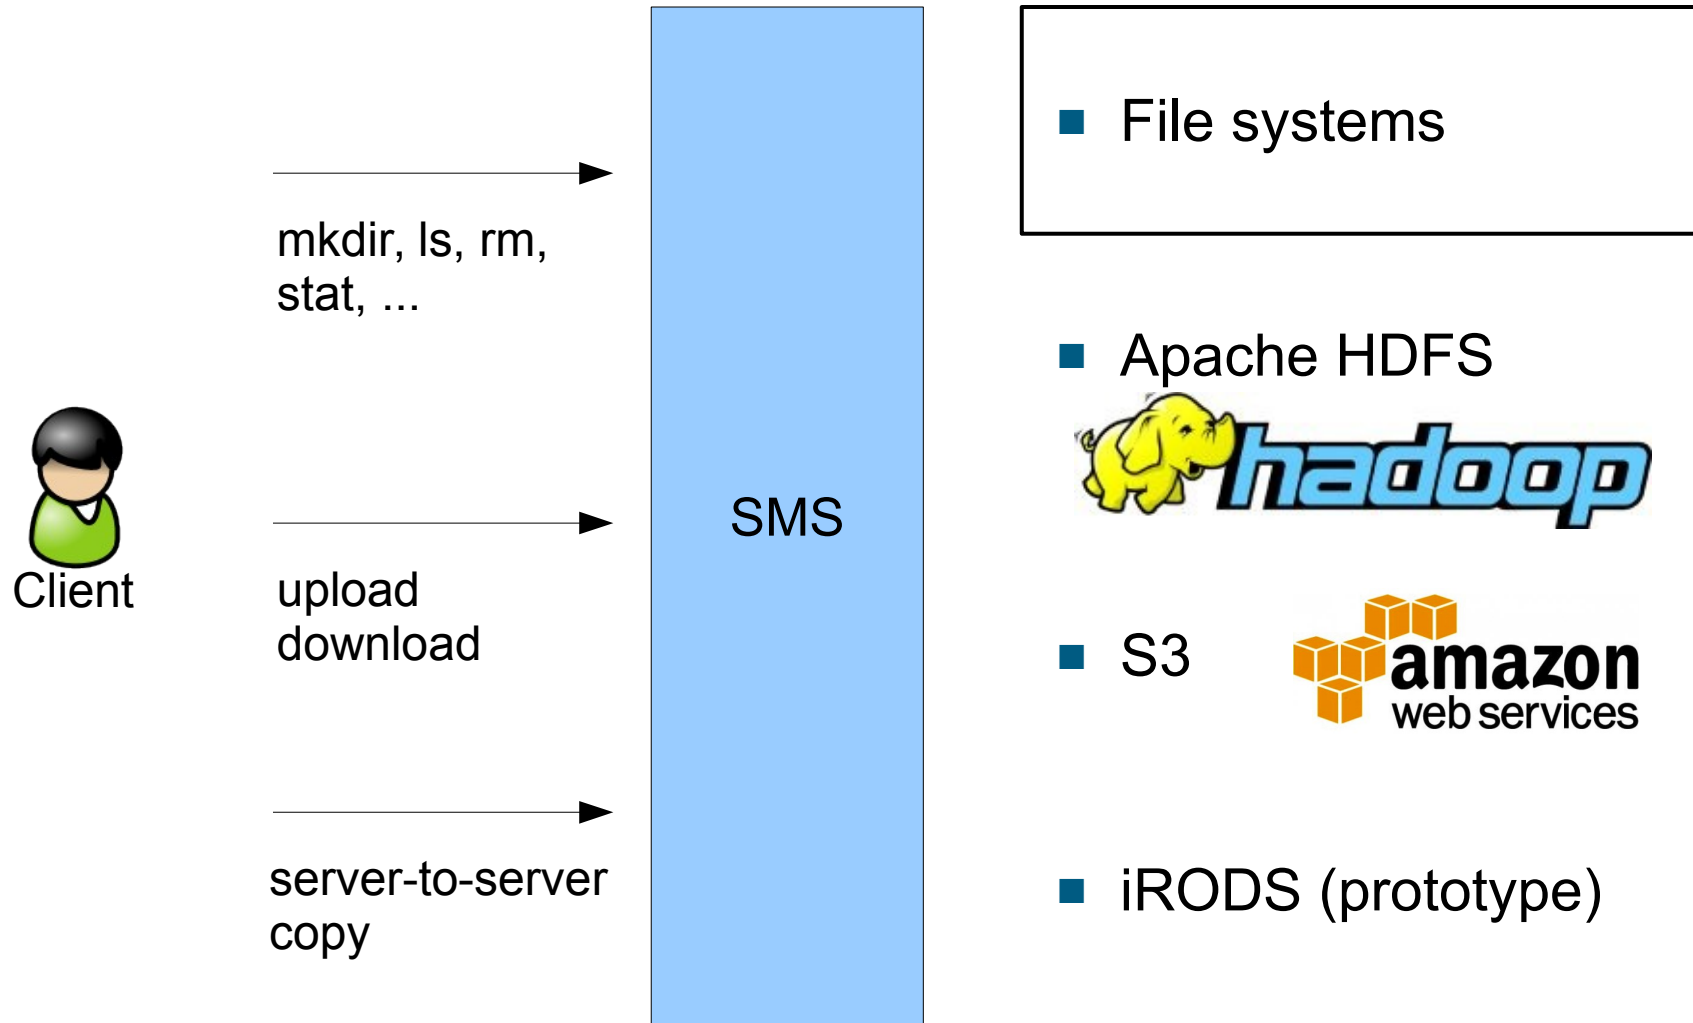 mkdir, ls, rm,
stat, ...
Client
upload
download
server-to-server
copy
SMS
File systems
Apache HDFS
hadoop
S3
amazon
web services
iRODS (prototype)